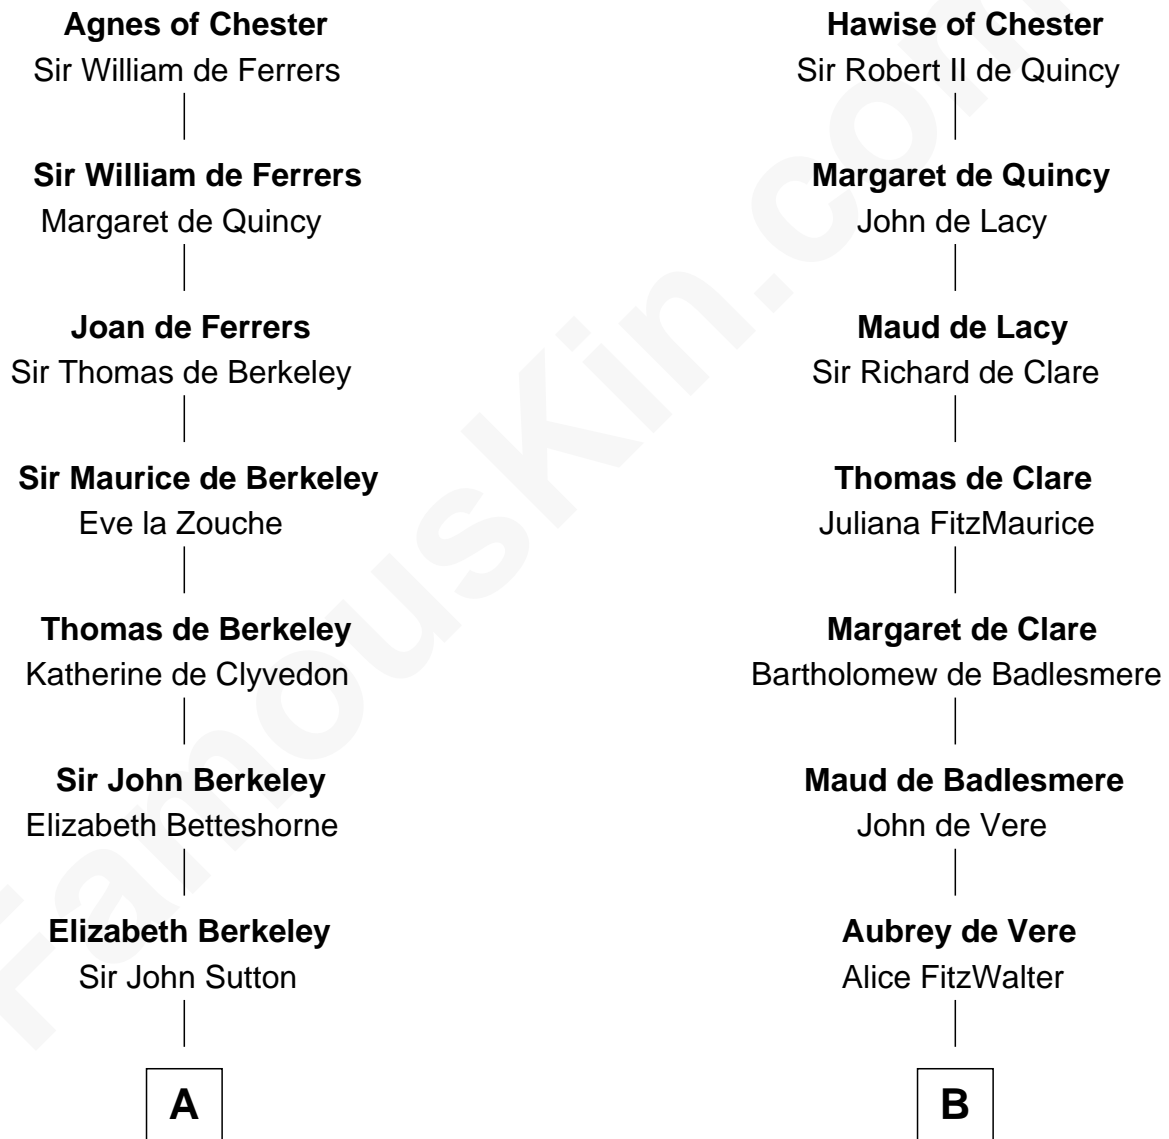 Agnes of Chester
Sir William de Ferrers
Sir William de Ferrers
Margaret de Quincy
Joan de Ferrers
Sir Thomas de Berkeley
Sir Maurice de Berkeley
Eve la Zouche
Thomas de Berkeley
Katherine de Clyvedon
Sir John Berkeley
Elizabeth Betteshorne
Elizabeth Berkeley
Sir John Sutton
A
Hawise of Chester
Sir Robert II de Quincy
Margaret de Quincy
John de Lacy
Maud de Lacy
Sir Richard de Clare
Thomas de Clare
Juliana FitzMaurice
Margaret de Clare
Bartholomew de Badlesmere
Maud de Badlesmere
John de Vere
Aubrey de Vere
Alice FitzWalter
B
FamousKin.com